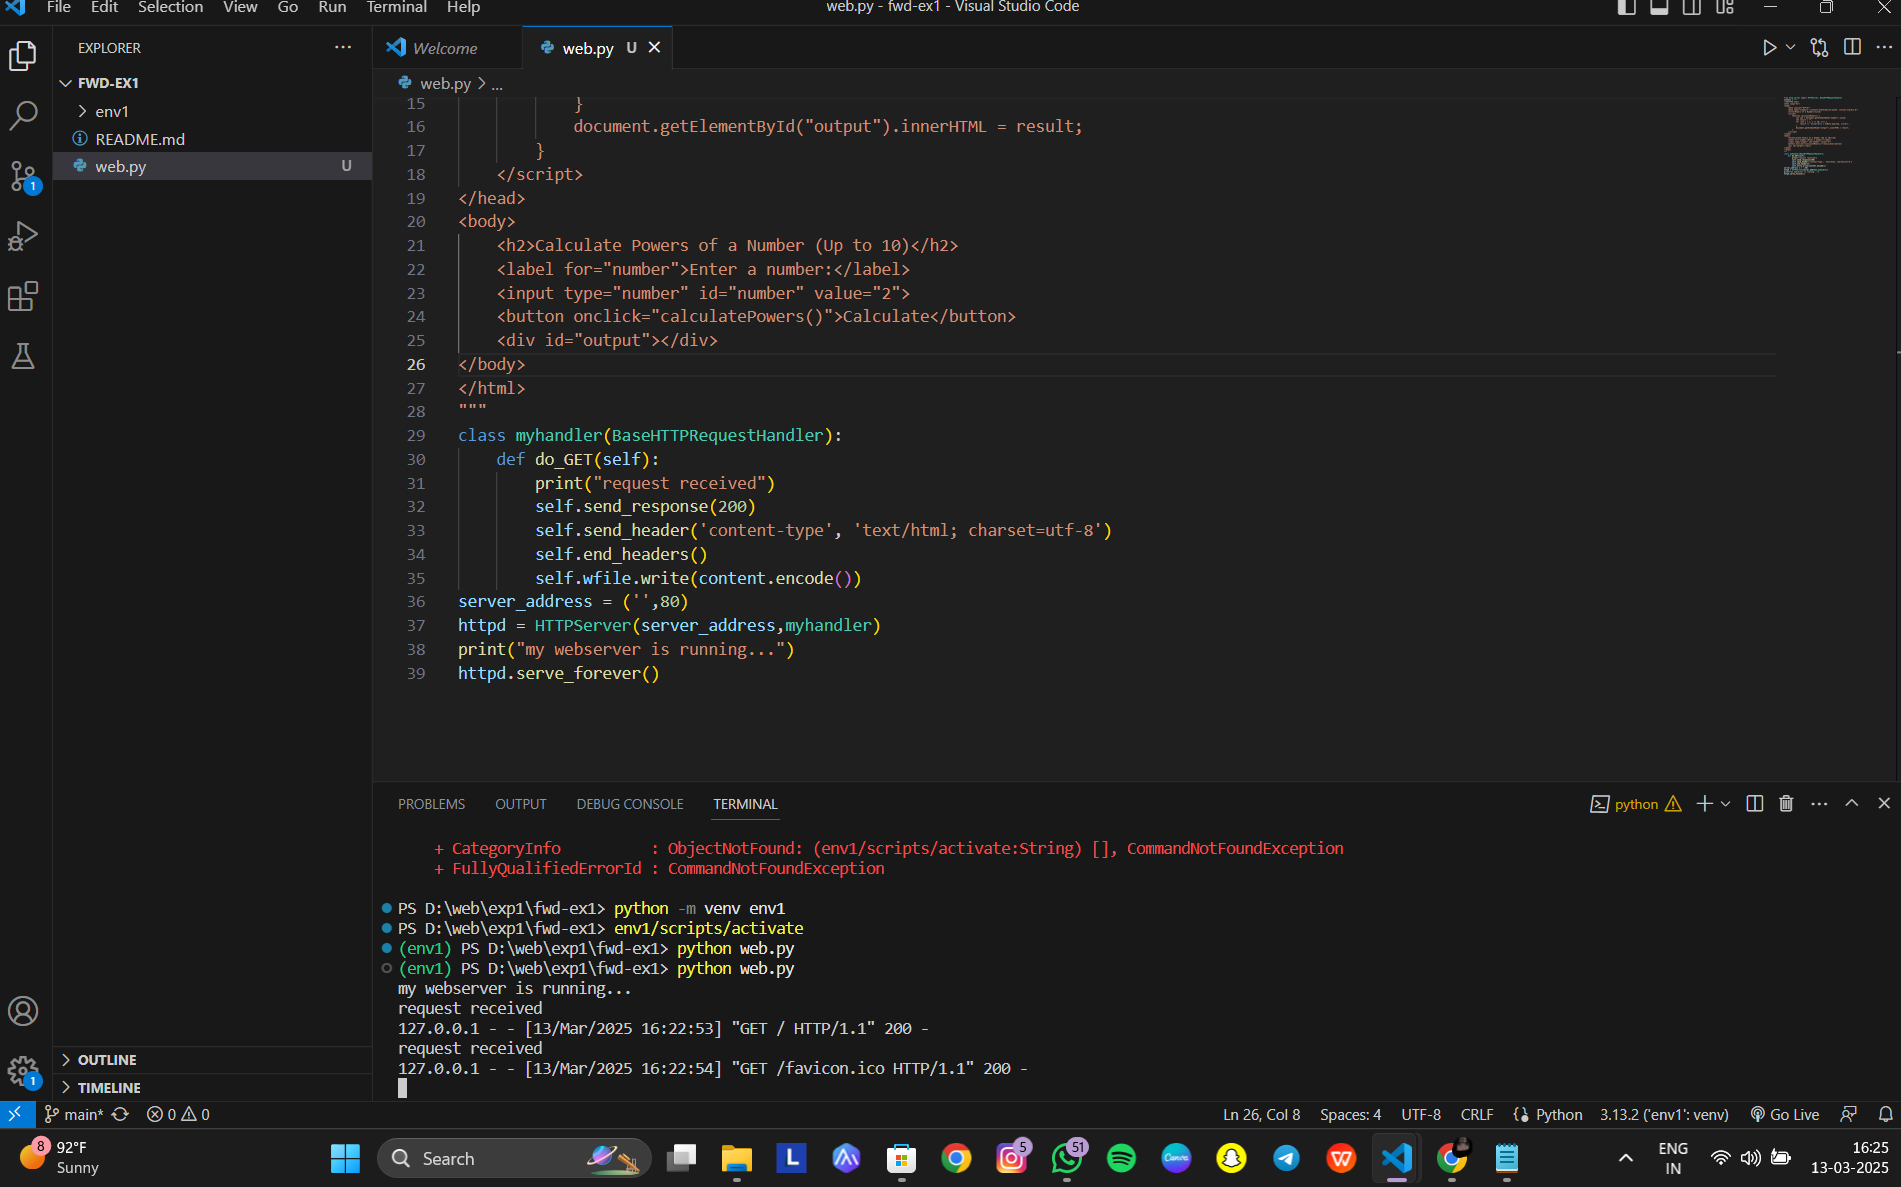 File Edit Selection View Go Run Terminal Help
web.py - fwd-ex1 - Visual Studio Code
EXPLORER
FWD-EX1
env1
README.md
web.py U
OUTLINE
TIMELINE
1
1
Welcome
web.py U
web.py > ...
15 }
16 document.getElementById("output").innerHTML = result;
17 }
18 </script>
19 </head>
20 <body>
21 <h2>Calculate Powers of a Number (Up to 10)</h2>
22 <label for="number">Enter a number:</label>
23 <input type="number" id="number" value="2">
24 <button onclick="calculatePowers()">Calculate</button>
25 <div id="output"></div>
26 </body>
27 </html>
28 """
29 class myhandler(BaseHTTPRequestHandler):
30 def do_GET(self):
31 print("request received")
32 self.send_response(200)
33 self.send_header('content-type', 'text/html; charset=utf-8')
34 self.end_headers()
35 self.wfile.write(content.encode())
36 server_address = ('',80)
37 httpd = HTTPServer(server_address,myhandler)
38 print("my webserver is running...")
39 httpd.serve_forever()
PROBLEMS OUTPUT DEBUG CONSOLE TERMINAL
python
+ CategoryInfo : ObjectNotFound: (env1/scripts/activate:String) [], CommandNotFoundException
+ FullyQualifiedErrorId : CommandNotFoundException
PS D:\web\exp1\fwd-ex1> python -m venv env1
PS D:\web\exp1\fwd-ex1> env1/scripts/activate
(env1) PS D:\web\exp1\fwd-ex1> python web.py
(env1) PS D:\web\exp1\fwd-ex1> python web.py
my webserver is running...
request received
127.0.0.1 - - [13/Mar/2025 16:22:53] "GET / HTTP/1.1" 200 -
request received
127.0.0.1 - - [13/Mar/2025 16:22:54] "GET /favicon.ico HTTP/1.1" 200 -
main* 0 0 Ln 26, Col 8 Spaces: 4 UTF-8 CRLF Python 3.13.2 ('env1': venv) Go Live
8
92°F
Sunny
Search
L
Canva
5
51
W
ENG
IN
16:25
13-03-2025